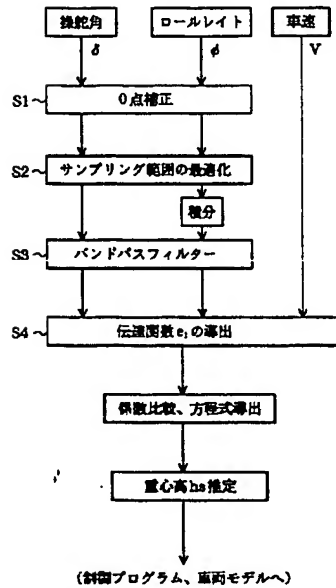 操舵角 ロールレイト 車速
δ φ V
S1 0点補正
S2 サンプリング範囲の最適化
積分
S3 バンドパスフィルター
S4 伝達関数eiの導出
係数比較、方程式導出
重心高hs推定
(制御プログラム、車両モデルへ)